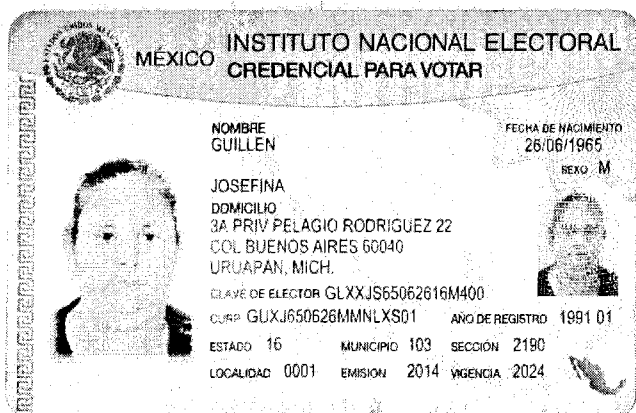 MÉXICO
INSTITUTO NACIONAL ELECTORAL
CREDENCIAL PARA VOTAR
NOMBRE
GUILLEN
JOSEFINA
FECHA DE NACIMIENTO
26/06/1965
SEXO M
DOMICILIO
3A PRIV PELAGIO RODRIGUEZ 22
COL BUENOS AIRES 60040
URUAPAN, MICH.
CLAVE DE ELECTOR GLXXJS65062616M400
CURP GUXJ650626MMNLXS01 AÑO DE REGISTRO 1991 01
ESTADO 16 MUNICIPIO 103 SECCIÓN 2190
LOCALIDAD 0001 EMISIÓN 2014 VIGENCIA 2024